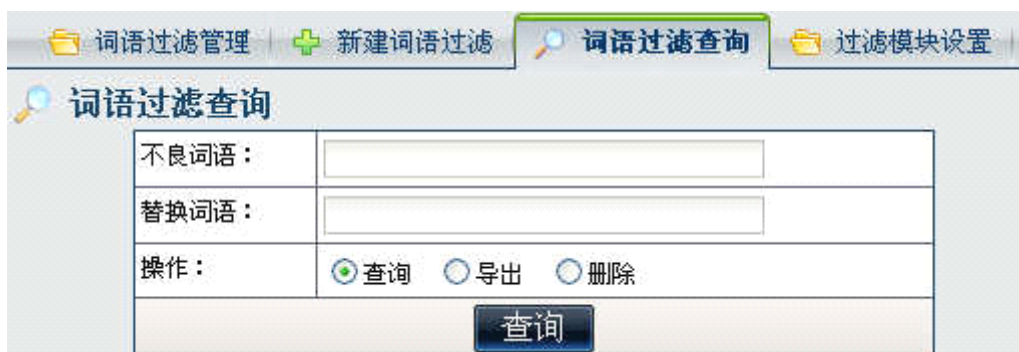 词语过滤管理 新建词语过滤 词语过滤查询 过滤模块设置
词语过滤查询
不良词语：
替换词语：
操作： 查询 导出 删除
查询